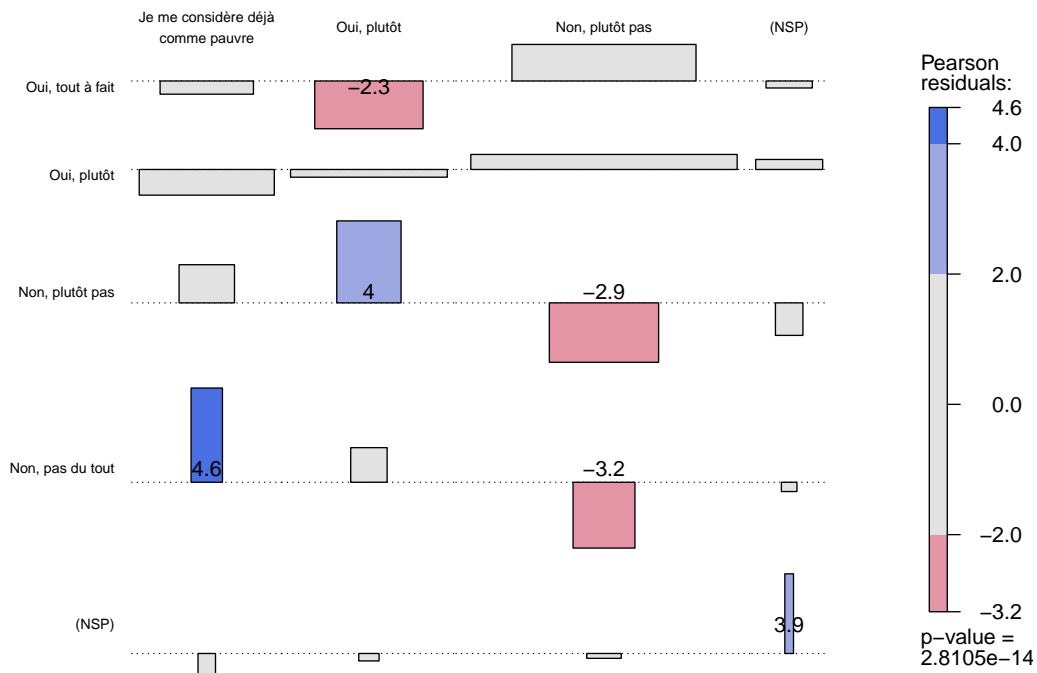 Je me considère déjà
comme pauvre
Oui, plutôt
Non, plutôt pas
(NSP)
Oui, tout à fait
−2.3
Oui, plutôt
Non, plutôt pas
4
−2.9
Non, pas du tout
4.6
−3.2
(NSP)
3.9
Pearson
residuals:
4.6
4.0
2.0
0.0
−2.0
−3.2
p−value =
2.8105e−14